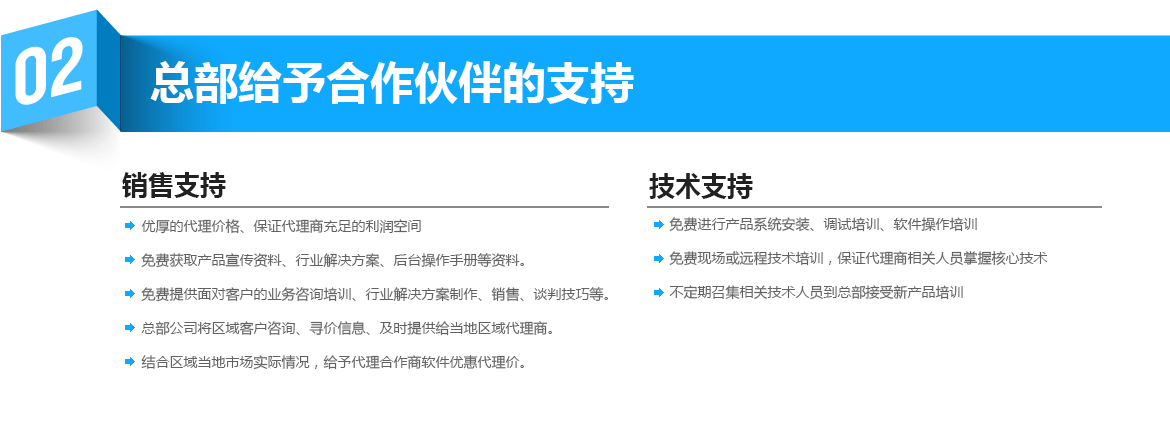 02
总部给予合作伙伴的支持
销售支持
优厚的代理价格、保证代理商充足的利润空间
免费获取产品宣传资料、行业解决方案、后台操作手册等资料。
免费提供面对客户的业务咨询培训、行业解决方案制作、销售、谈判技巧等。
总部公司将区域客户咨询、寻价信息、及时提供给当地区域代理商。
结合区域当地市场实际情况，给予代理合作商软件优惠代理价。
技术支持
免费进行产品系统安装、调试培训、软件操作培训
免费现场或远程技术培训，保证代理商相关人员掌握核心技术
不定期召集相关技术人员到总部接受新产品培训